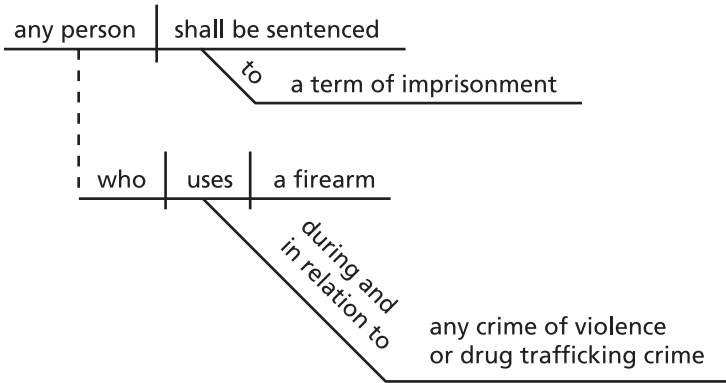 any person shall be sentenced
to a term of imprisonment
who uses a firearm
during and
in relation to
any crime of violence
or drug trafficking crime